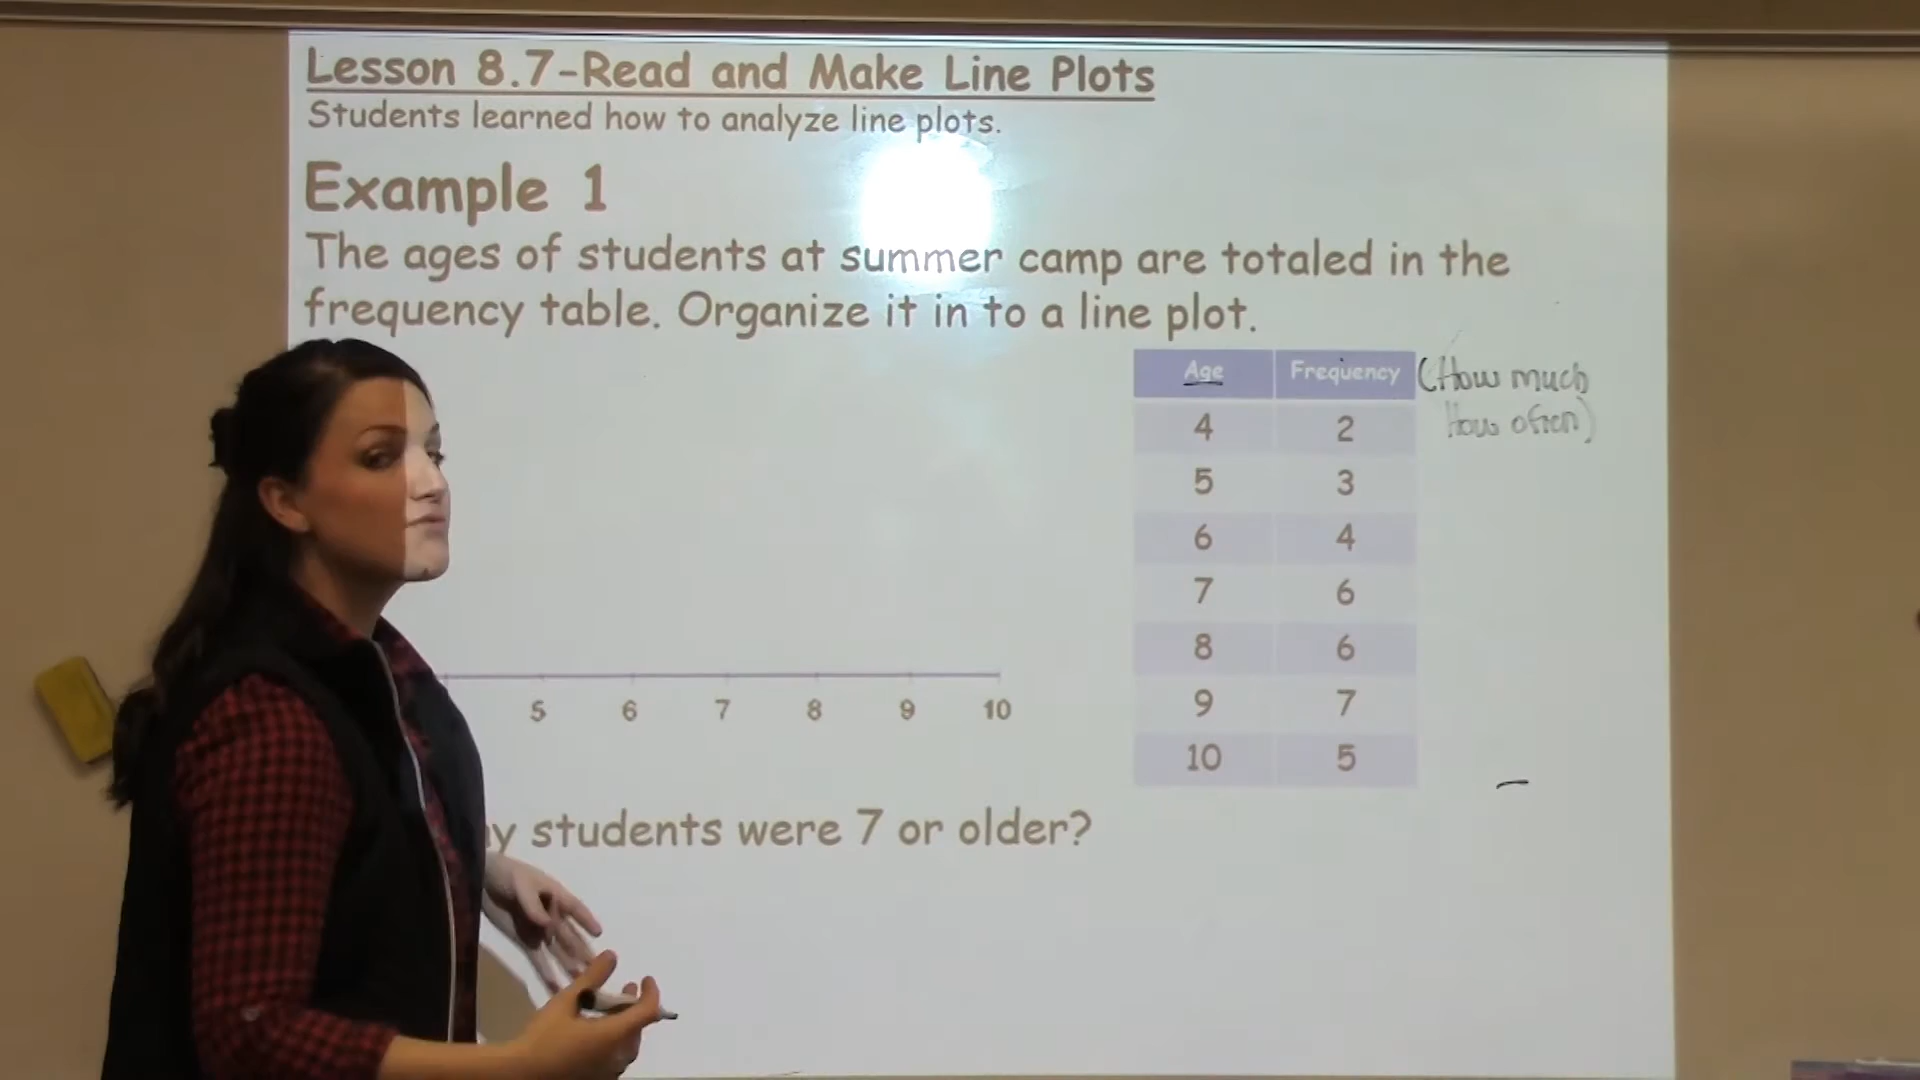 Lesson 8.7-Read and Make Line Plots
Students learned how to analyze line plots.
Example 1
The ages of students at summer camp are totaled in the
frequency table. Organize it in to a line plot.
Age Frequency (How much
How often)
4 2
5 3
6 4
7 6
8 6
9 7
10 5
5 6 7 8 9 10
students were 7 or older?